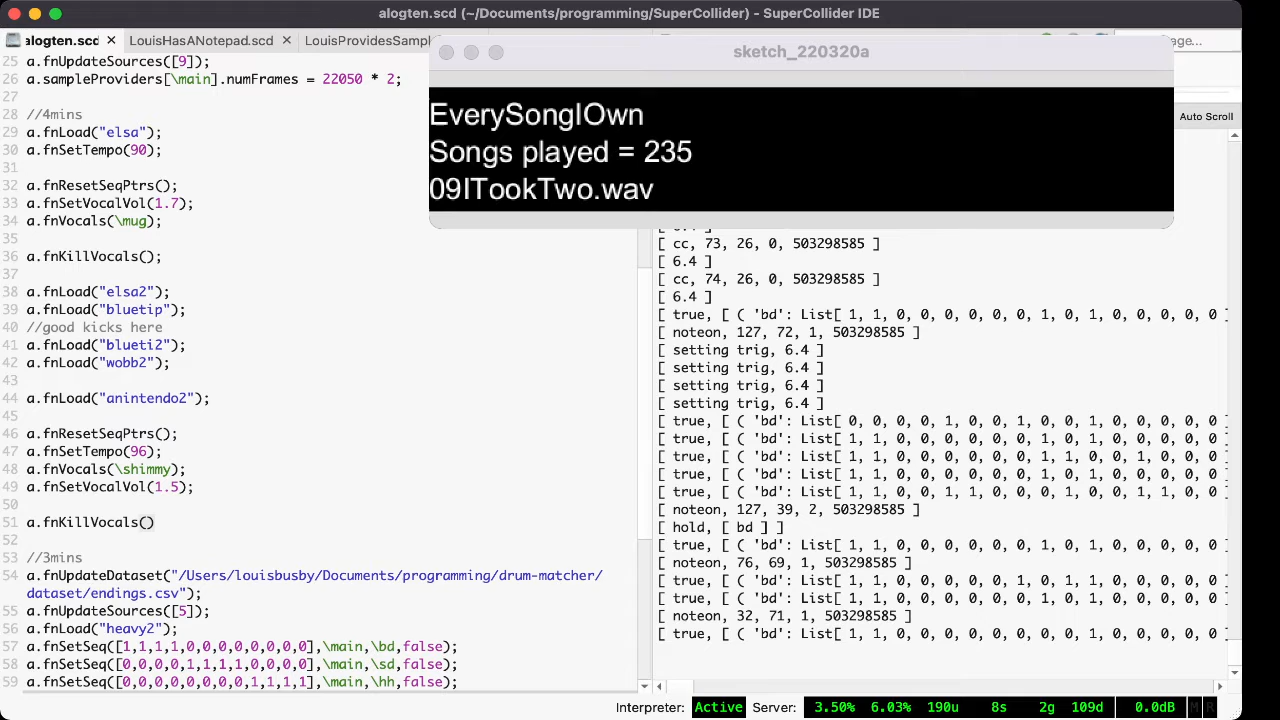 alogten.scd (~/Documents/programming/SuperCollider) – SuperCollider IDE
alogten.scd LouisHasANotepad.scd LouisProvidesSampl age...
25 a.fnUpdateSources([9]);
26 a.sampleProviders[\main].numFrames = 22050 * 2;
27
28 //4mins
29 a.fnLoad("elsa");
30 a.fnSetTempo(90);
31
32 a.fnResetSeqPtrs();
33 a.fnSetVocalVol(1.7);
34 a.fnVocals(\mug);
35
36 a.fnKillVocals();
37
38 a.fnLoad("elsa2");
39 a.fnLoad("bluetip");
40 //good kicks here
41 a.fnLoad("blueti2");
42 a.fnLoad("wobb2");
43
44 a.fnLoad("anintendo2");
45
46 a.fnResetSeqPtrs();
47 a.fnSetTempo(96);
48 a.fnVocals(\shimmy);
49 a.fnSetVocalVol(1.5);
50
51 a.fnKillVocals()
52
53 //3mins
54 a.fnUpdateDataset("/Users/louisbusby/Documents/programming/drum-matcher/
dataset/endings.csv");
55 a.fnUpdateSources([5]);
56 a.fnLoad("heavy2");
57 a.fnSetSeq([1,1,1,1,0,0,0,0,0,0,0,0],\main,\bd,false);
58 a.fnSetSeq([0,0,0,0,1,1,1,1,0,0,0,0],\main,\sd,false);
59 a.fnSetSeq([0,0,0,0,0,0,0,0,1,1,1,1],\main,\hh,false);
sketch_220320a
EverySongIOwn
Songs played = 235
09ITookTwo.wav
Auto Scroll
[ cc, 73, 26, 0, 503298585 ]
[ 6.4 ]
[ cc, 74, 26, 0, 503298585 ]
[ 6.4 ]
[ true, [ ( 'bd': List[ 1, 1, 0, 0, 0, 0, 0, 0, 1, 0, 1, 0, 0, 0, 0, 0 ]
[ noteon, 127, 72, 1, 503298585 ]
[ setting trig, 6.4 ]
[ setting trig, 6.4 ]
[ setting trig, 6.4 ]
[ setting trig, 6.4 ]
[ true, [ ( 'bd': List[ 0, 0, 0, 0, 1, 0, 0, 1, 0, 0, 1, 0, 0, 0, 0, 0
[ true, [ ( 'bd': List[ 1, 1, 0, 0, 0, 0, 0, 0, 1, 0, 1, 0, 0, 0, 0, 0
[ true, [ ( 'bd': List[ 1, 1, 0, 0, 0, 0, 0, 0, 1, 1, 0, 0, 1, 0, 0, 0
[ true, [ ( 'bd': List[ 1, 1, 0, 0, 0, 0, 0, 0, 1, 0, 1, 0, 0, 0, 0, 0
[ true, [ ( 'bd': List[ 1, 1, 0, 0, 1, 1, 0, 0, 0, 1, 0, 0, 1, 1, 0, 0
[ noteon, 127, 39, 2, 503298585 ]
[ hold, [ bd ] ]
[ true, [ ( 'bd': List[ 1, 1, 0, 0, 0, 0, 0, 0, 1, 0, 1, 0, 0, 0, 0, 0
[ noteon, 76, 69, 1, 503298585 ]
[ true, [ ( 'bd': List[ 1, 1, 0, 0, 0, 0, 0, 1, 0, 1, 1, 0, 0, 0, 0, 0
[ true, [ ( 'bd': List[ 1, 1, 0, 0, 0, 0, 0, 0, 1, 0, 1, 0, 0, 0, 0, 0
[ noteon, 32, 71, 1, 503298585 ]
[ true, [ ( 'bd': List[ 1, 1, 0, 0, 0, 0, 0, 0, 1, 0, 1, 0, 0, 0, 0, 0
Interpreter: Active Server: 3.50% 6.03% 190u 8s 2g 109d 0.0dB M R